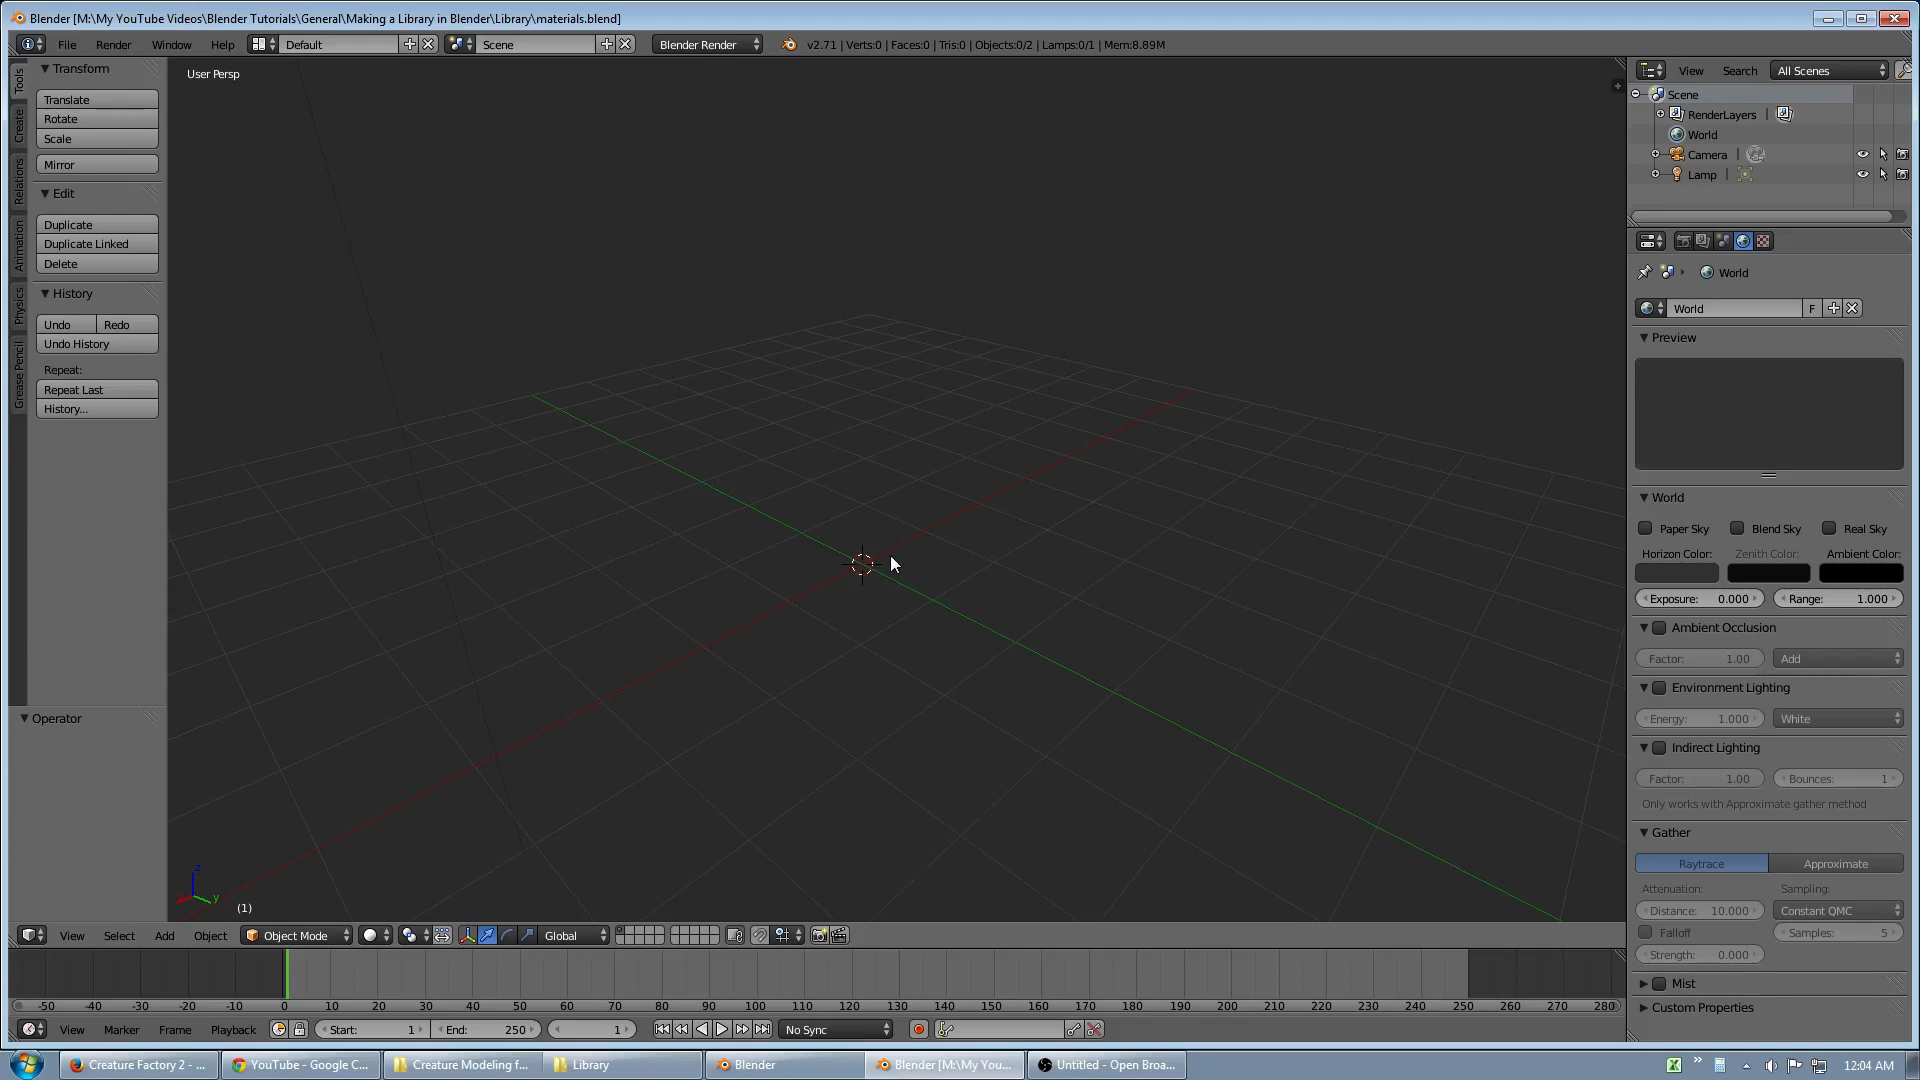 Blender [M:\My YouTube Videos\Blender Tutorials\General\Making a Library in Blender\Library\materials.blend]
File Render Window Help Default Scene Blender Render v2.71 | Verts:0 | Faces:0 | Tris:0 | Objects:0/2 | Lamps:0/1 | Mem:8.89M
Tools
Create
Relations
Animation
Physics
Grease Pencil
Transform
Translate
Rotate
Scale
Mirror
Edit
Duplicate
Duplicate Linked
Delete
History
Undo Redo
Undo History
Repeat:
Repeat Last
History...
Operator
User Persp
z
y
(1)
View Search All Scenes
Scene
RenderLayers |
World
Camera |
Lamp |
World
World F
Preview
World
Paper Sky Blend Sky Real Sky
Horizon Color: Zenith Color: Ambient Color:
Exposure: 0.000 Range: 1.000
Ambient Occlusion
Factor: 1.00 Add
Environment Lighting
Energy: 1.000 White
Indirect Lighting
Factor: 1.00 Bounces: 1
Only works with Approximate gather method
Gather
Raytrace Approximate
Attenuation: Sampling:
Distance: 10.000 Constant QMC
Falloff Samples: 5
Strength: 0.000
Mist
Custom Properties
View Select Add Object Object Mode Global
-50 -40 -30 -20 -10 0 10 20 30 40 50 60 70 80 90 100 110 120 130 140 150 160 170 180 190 200 210 220 230 240 250 260 270 280
View Marker Frame Playback Start: 1 End: 250 1 No Sync
Creature Factory 2 - ... YouTube - Google C... Creature Modeling f... Library Blender Blender [M:\My You... Untitled - Open Broa... 12:04 AM